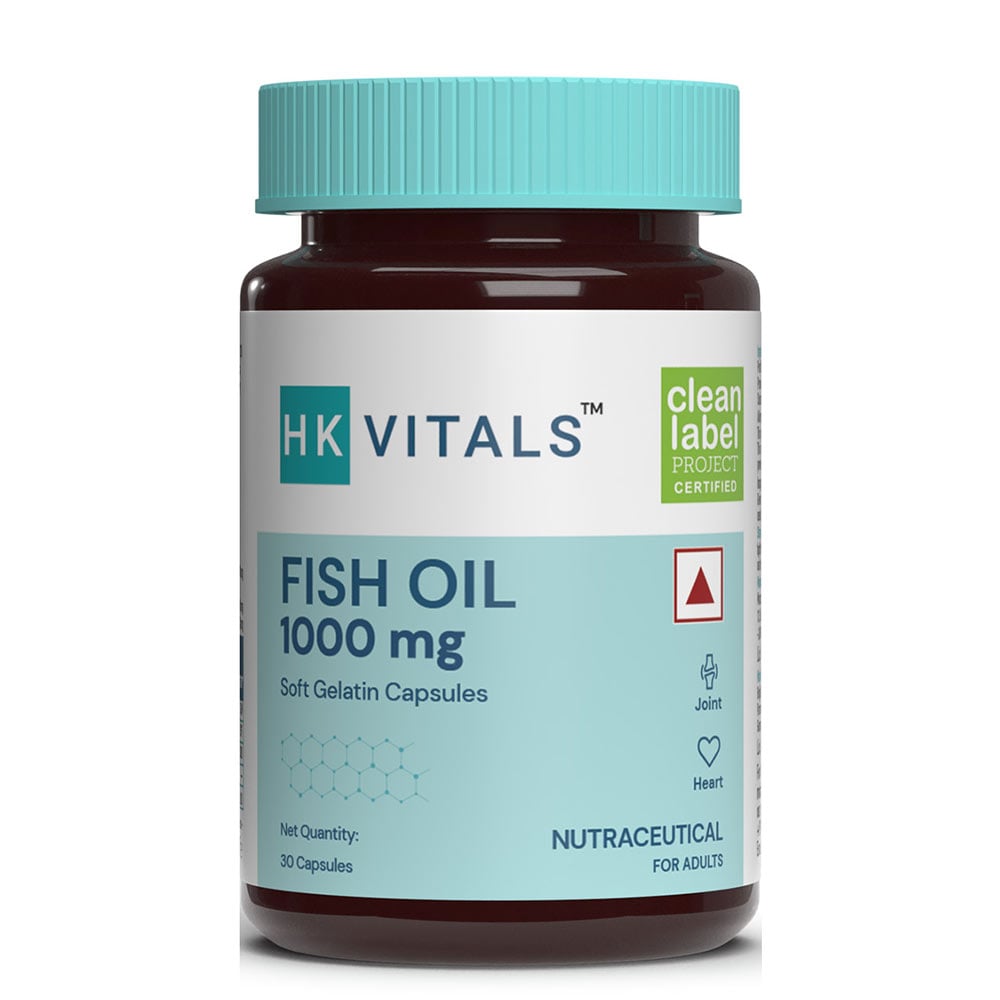 HK VITALS™
clean
label
PROJECT
CERTIFIED
FISH OIL
1000 mg
Soft Gelatin Capsules
Joint
Heart
Net Quantity:
30 Capsules
NUTRACEUTICAL
FOR ADULTS